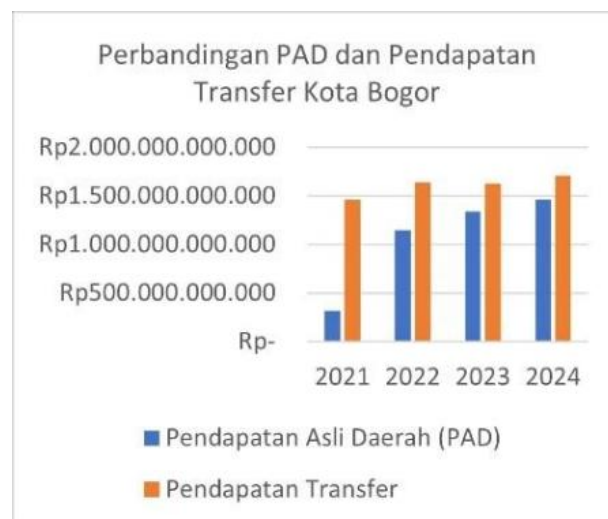 Perbandingan PAD dan Pendapatan
Transfer Kota Bogor
Rp2.000.000.000.000
Rp1.500.000.000.000
Rp1.000.000.000.000
Rp500.000.000.000
Rp-
2021 2022 2023 2024
Pendapatan Asli Daerah (PAD)
Pendapatan Transfer